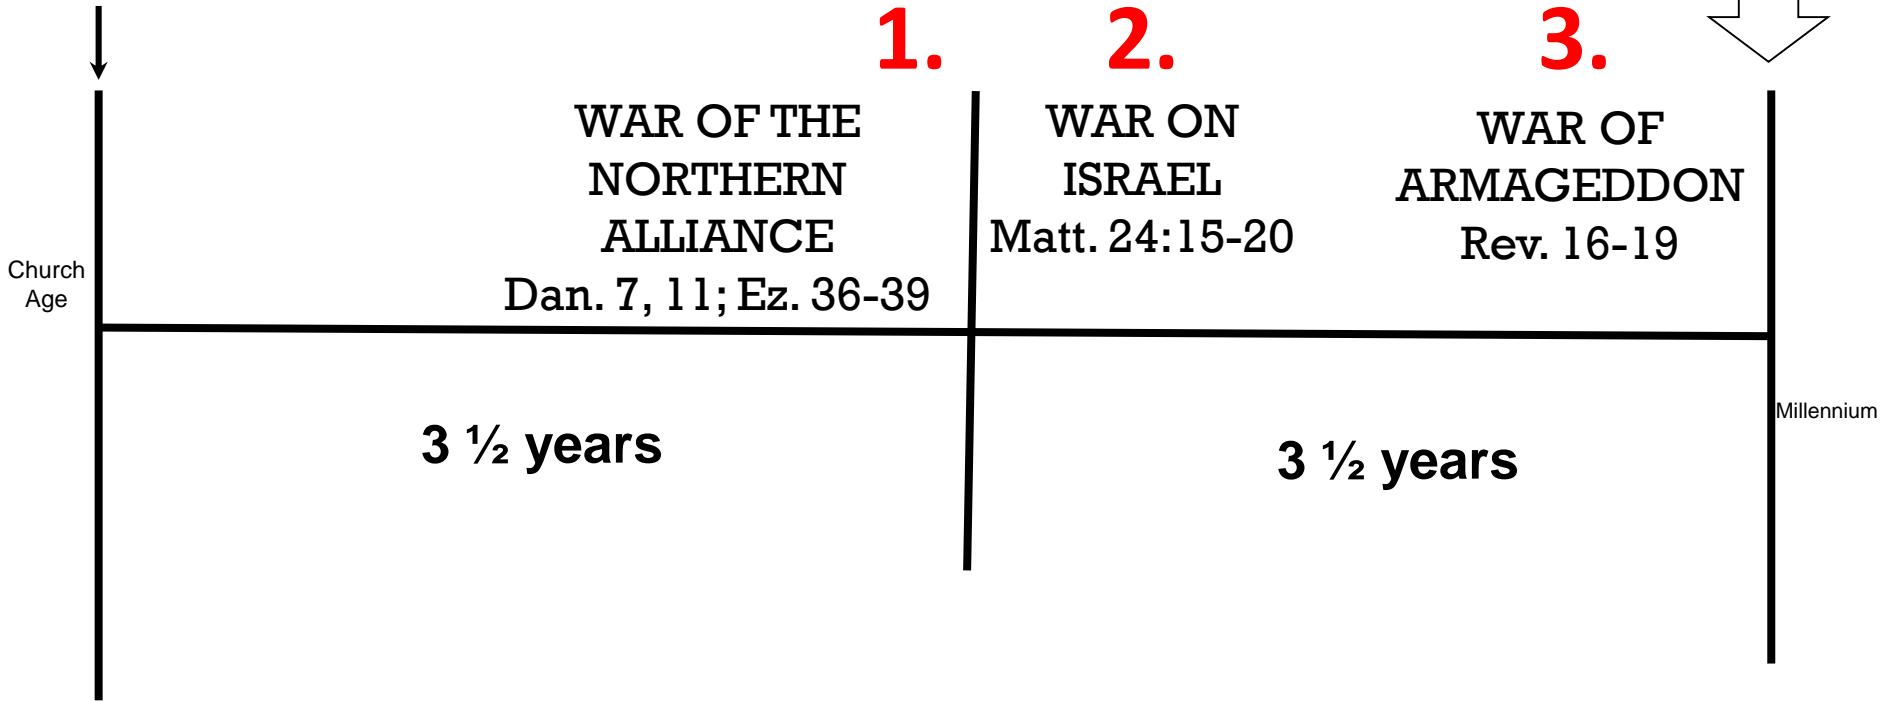 1.
2.
3.
WAR OF THE
NORTHERN
ALLIANCE
Dan. 7, 11; Ez. 36-39
WAR ON
ISRAEL
Matt. 24:15-20
WAR OF
ARMAGEDDON
Rev. 16-19
Church
Age
3 ½ years
3 ½ years
Millennium